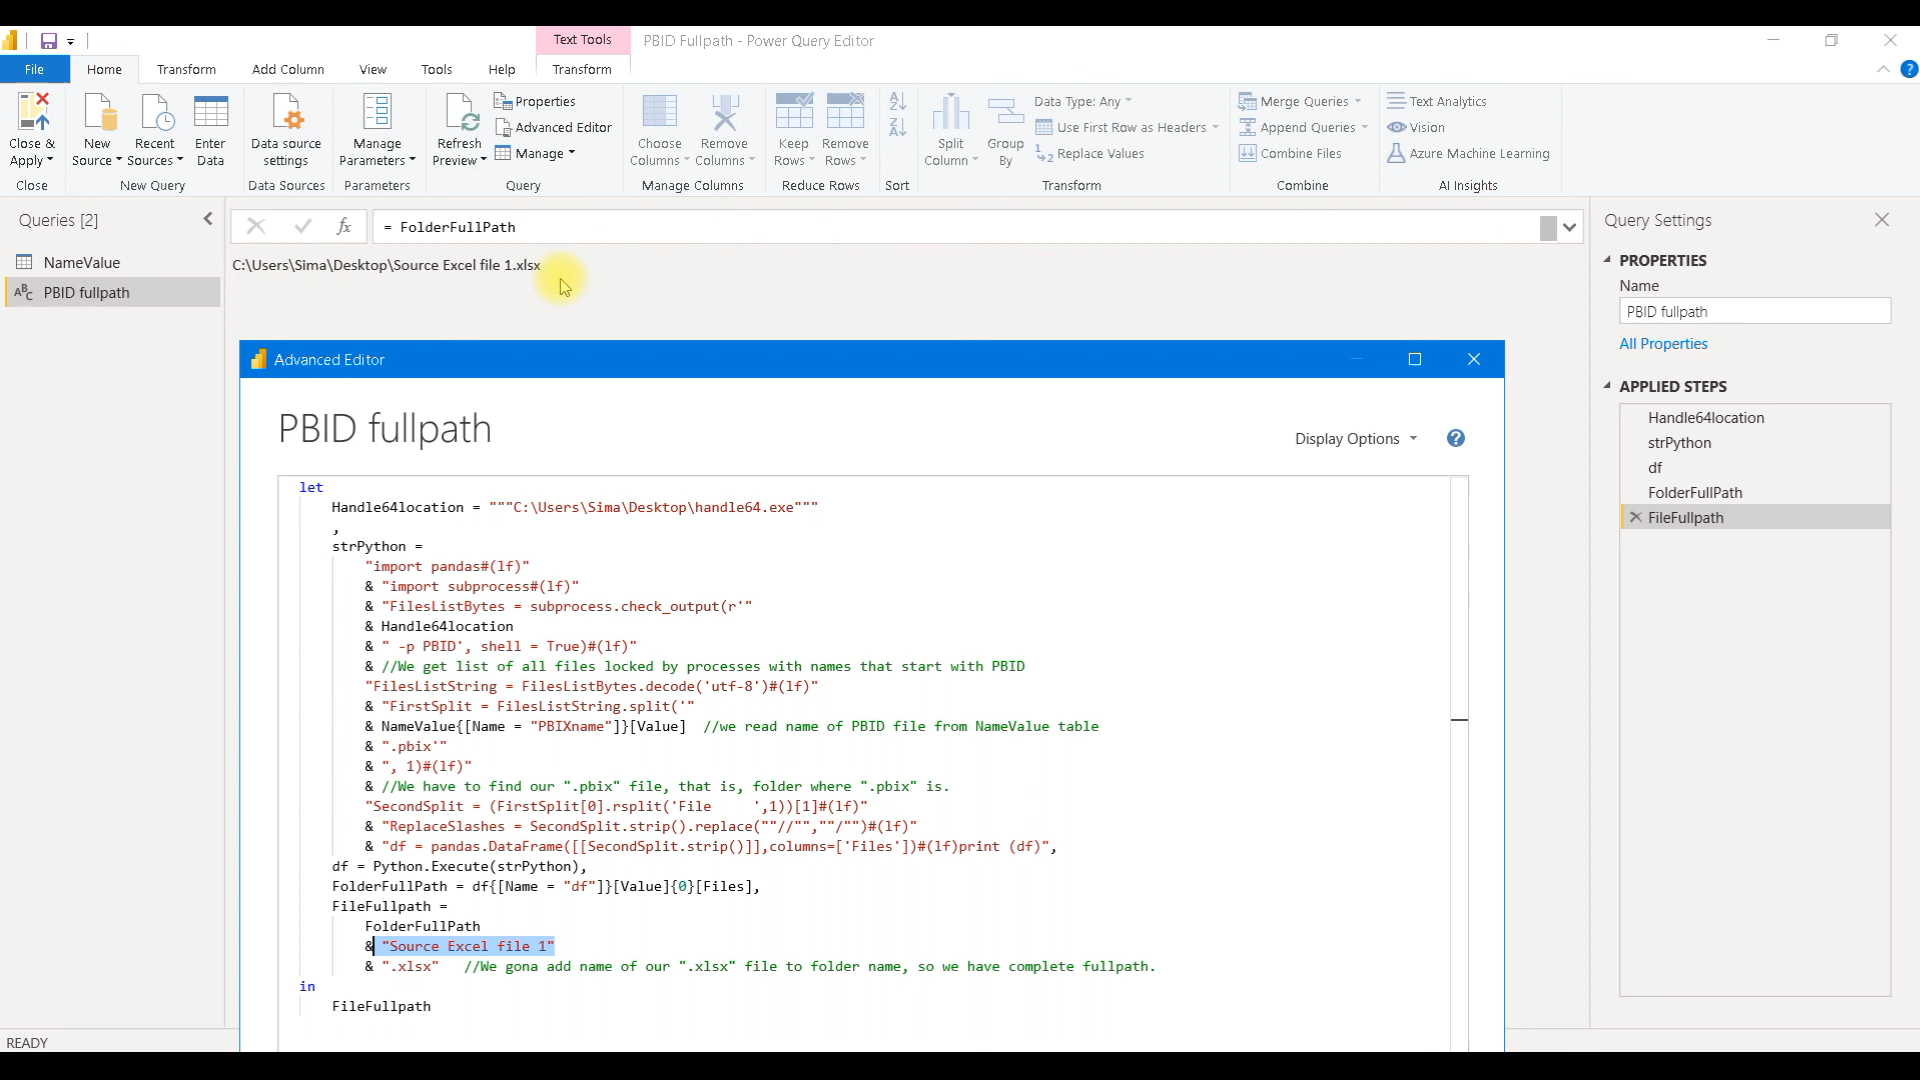 Text Tools
PBID Fullpath - Power Query Editor
File
Home
Transform
Add Column
View
Tools
Help
Transform
Close &
Apply
Close
New
Source
Recent
Sources
Enter
Data
New Query
Data source
settings
Data Sources
Manage
Parameters
Parameters
Refresh
Preview
Properties
Advanced Editor
Manage
Query
Choose
Columns
Remove
Columns
Manage Columns
Keep
Rows
Remove
Rows
Reduce Rows
Sort
Split
Column
Group
By
Data Type: Any
Use First Row as Headers
Replace Values
Transform
Merge Queries
Append Queries
Combine Files
Combine
Text Analytics
Vision
Azure Machine Learning
AI Insights
Queries [2]
NameValue
PBID fullpath
= FolderFullPath
C:\Users\Sima\Desktop\Source Excel file 1.xlsx
Advanced Editor
PBID fullpath
Display Options
let
Handle64location = """C:\Users\Sima\Desktop\handle64.exe"""
,
strPython =
"import pandas#(lf)"
& "import subprocess#(lf)"
& "FilesListBytes = subprocess.check_output(r'"
& Handle64location
& " -p PBID', shell = True)#(lf)"
& //We get list of all files locked by processes with names that start with PBID
"FilesListString = FilesListBytes.decode('utf-8')#(lf)"
& "FirstSplit = FilesListString.split('"
& NameValue{[Name = "PBIXname"]}[Value]  //we read name of PBID file from NameValue table
& ".pbix'"
& ", 1)#(lf)"
& //We have to find our ".pbix" file, that is, folder where ".pbix" is.
"SecondSplit = (FirstSplit[0].rsplit('File     ',1))[1]#(lf)"
& "ReplaceSlashes = SecondSplit.strip().replace(""//"",""/"")#(lf)"
& "df = pandas.DataFrame([[SecondSplit.strip()]],columns=['Files'])#(lf)print (df)",
df = Python.Execute(strPython),
FolderFullPath = df{[Name = "df"]}[Value]{0}[Files],
FileFullpath =
FolderFullPath
& "Source Excel file 1"
& ".xlsx"   //We gona add name of our ".xlsx" file to folder name, so we have complete fullpath.
in
FileFullpath
Query Settings
PROPERTIES
Name
PBID fullpath
All Properties
APPLIED STEPS
Handle64location
strPython
df
FolderFullPath
FileFullpath
READY